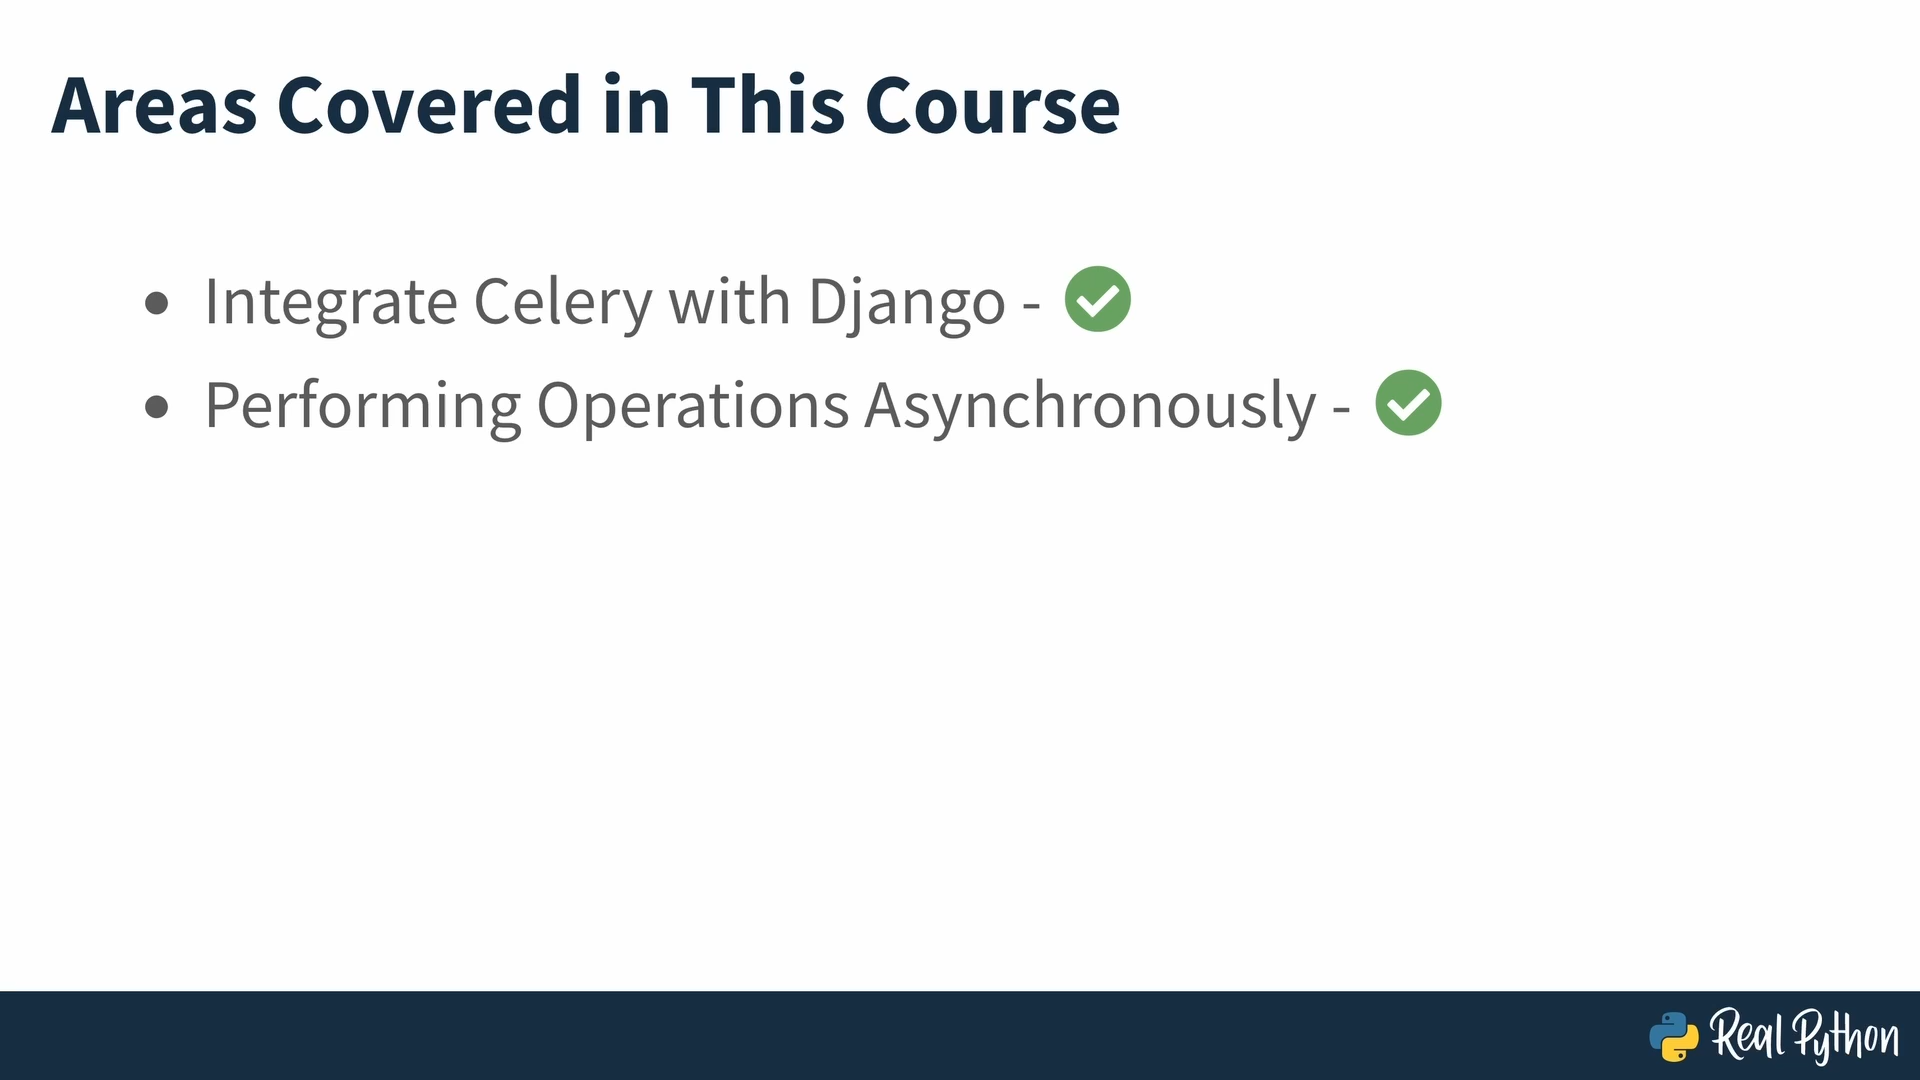 Areas Covered in This Course
• Integrate Celery with Django - ✅
• Performing Operations Asynchronously - ✅
Real Python